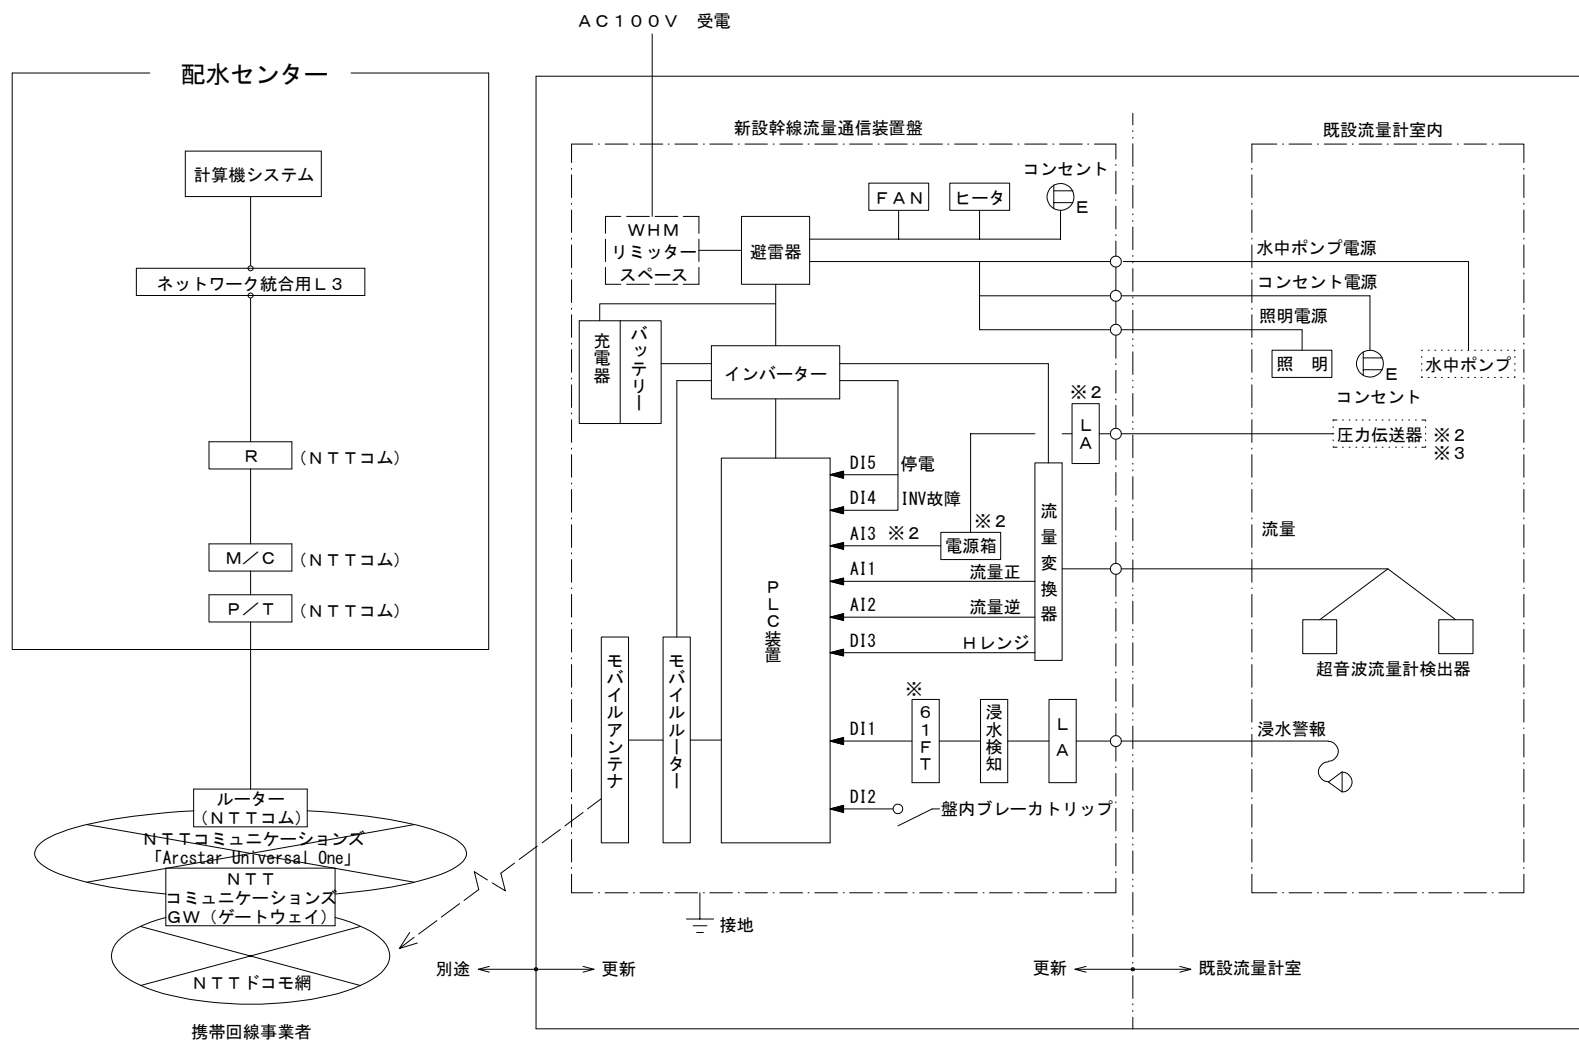 AC100V 受電
配水センター
計算機システム
ネットワーク統合用L3
R (NTTコム)
M/C (NTTコム)
P/T (NTTコム)
ルーター
(NTTコム)
NTTコミュニケーションズ
「Arcstar Universal One」
NTT
コミュニケーションズ
GW(ゲートウェイ)
NTTドコモ網
携帯回線事業者
新設幹線流量通信装置盤
WHM
リミッター
スペース
避雷器
FAN
ヒータ
コンセント
E
充電器
バッテリー
インバーター
※2
LA
DI5 停電
DI4 INV故障
※2
AI3 ※2 電源箱
AI1 流量正
AI2 流量逆
DI3 Hレンジ
流量変換器
PLC装置
モバイルアンテナ
モバイルルーター
※
DI1 61FT 浸水検知 LA
DI2 盤内ブレーカトリップ
接地
別途 更新
更新 既設流量計室
既設流量計室内
水中ポンプ電源
コンセント電源
照明電源
照 明
E
コンセント
水中ポンプ
圧力伝送器 ※2
※3
流量
超音波流量計検出器
浸水警報